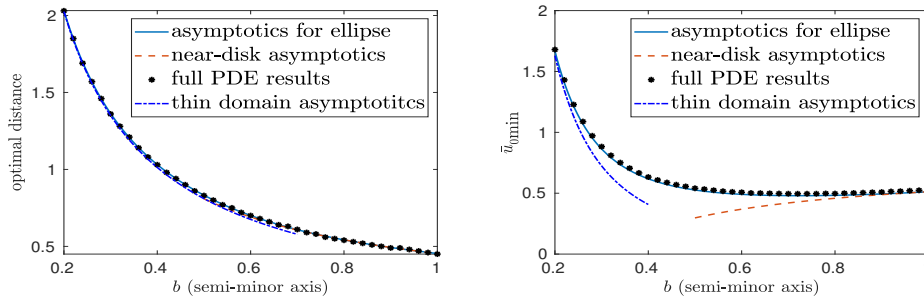 2
1.5
1
0.5
optimal distance
asymptotics for ellipse
near-disk asymptotics
full PDE results
thin domain asymptotitcs
0.2 0.4 0.6 0.8 1
b (semi-minor axis)
2
1.5
1
0.5
0
ū₀min
asymptotics for ellipse
near-disk asymptotics
full PDE results
thin domain asymptotics
0.2 0.4 0.6 0.8
b (semi-minor axis)